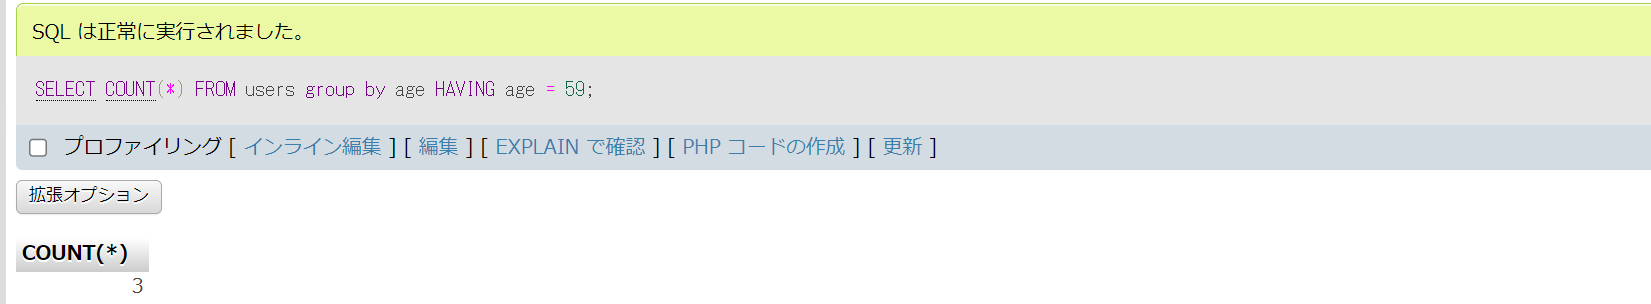 SQL は正常に実行されました。
SELECT COUNT(*) FROM users group by age HAVING age = 59;
プロファイリング [ インライン編集 ] [ 編集 ] [ EXPLAIN で確認 ] [ PHP コードの作成 ] [ 更新 ]
拡張オプション
COUNT(*)
3